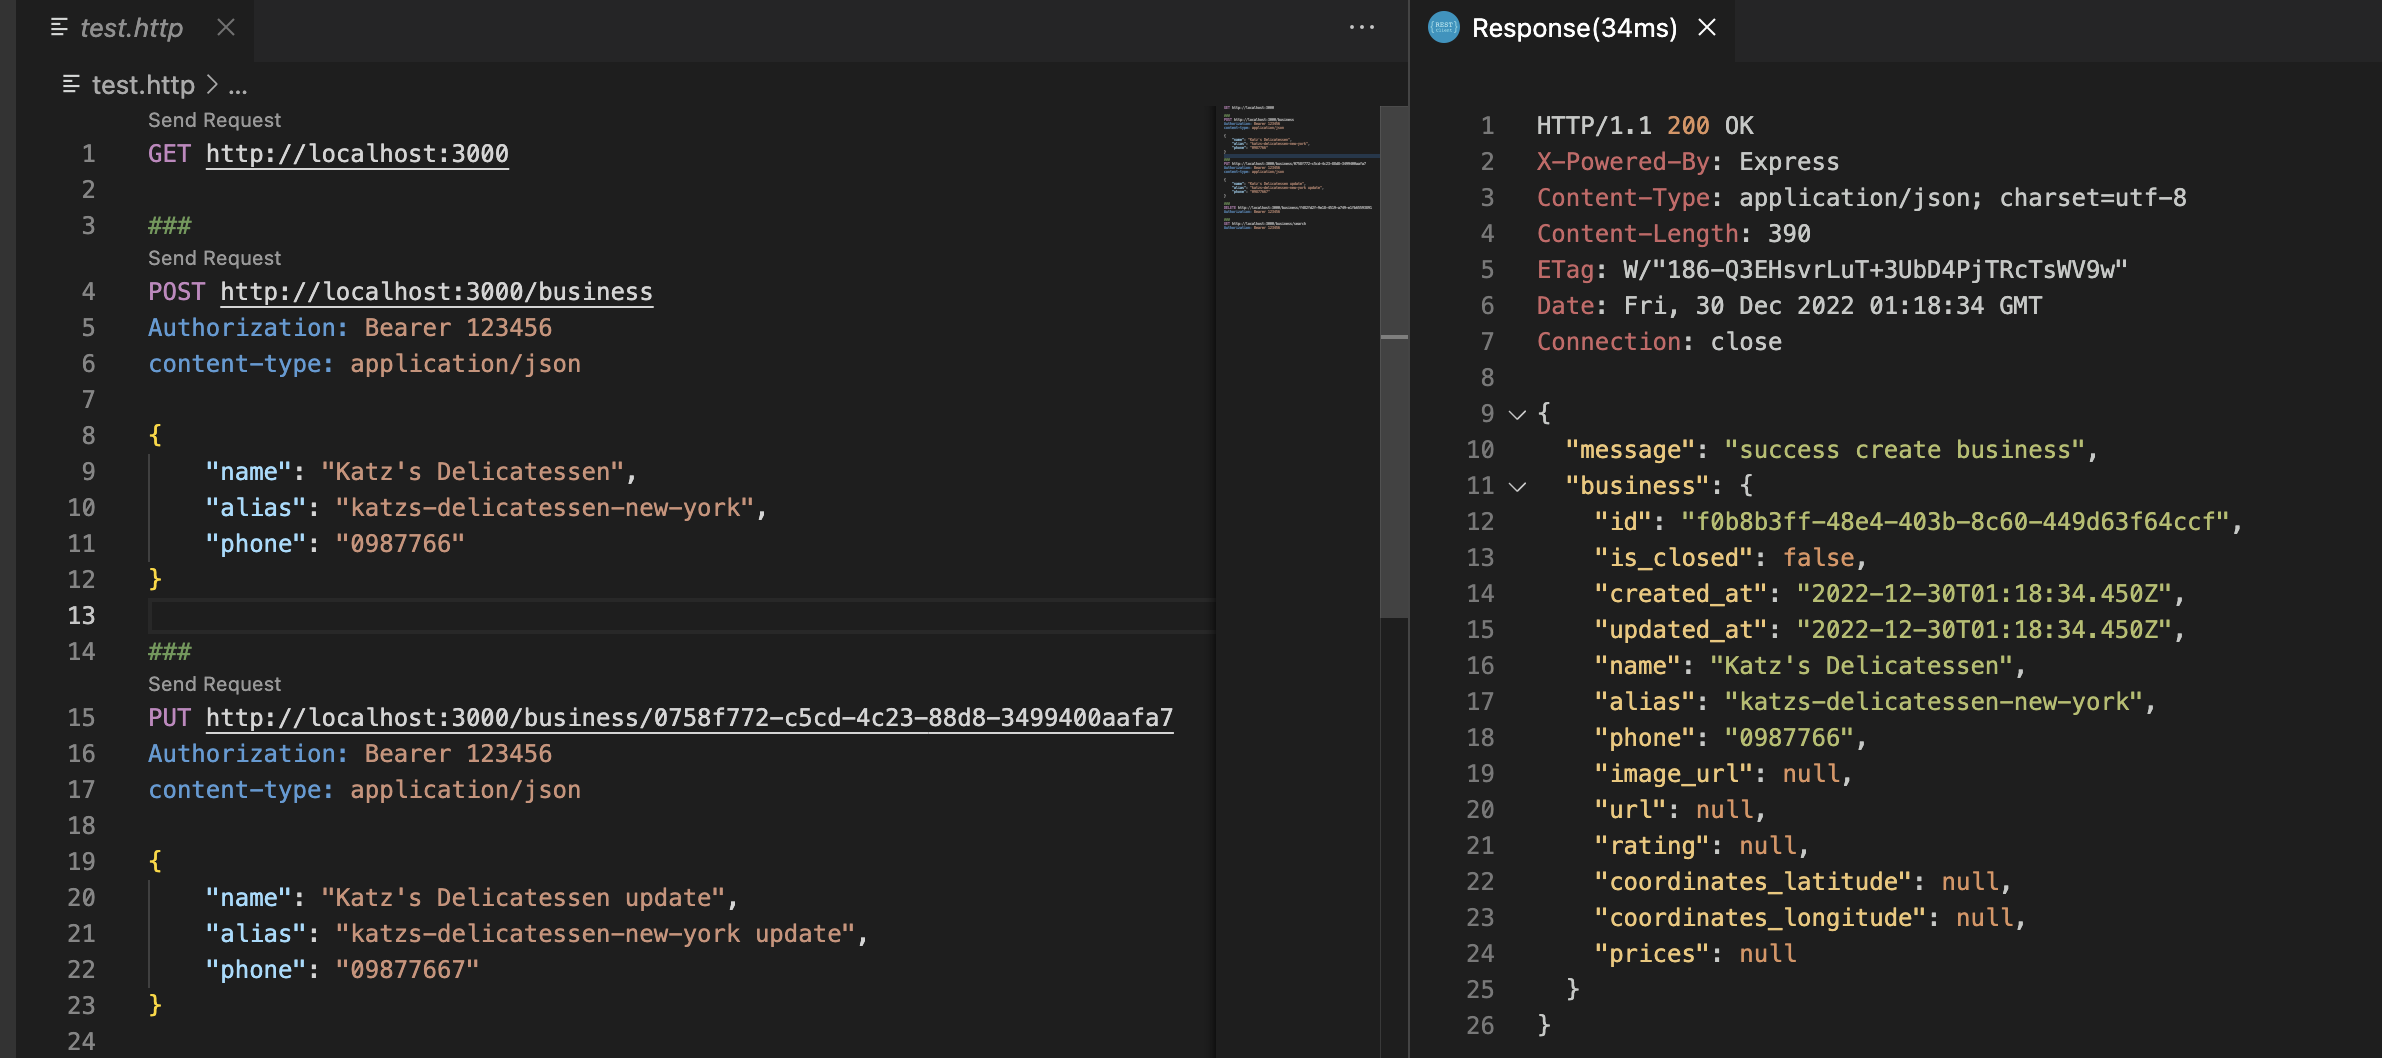 test.http
test.http > ...
Send Request
1 GET http://localhost:3000
2
3 ###
Send Request
4 POST http://localhost:3000/business
5 Authorization: Bearer 123456
6 content-type: application/json
7
8 {
9 "name": "Katz's Delicatessen",
10 "alias": "katzs-delicatessen-new-york",
11 "phone": "0987766"
12 }
13
14 ###
Send Request
15 PUT http://localhost:3000/business/0758f772-c5cd-4c23-88d8-3499400aafa7
16 Authorization: Bearer 123456
17 content-type: application/json
18
19 {
20 "name": "Katz's Delicatessen update",
21 "alias": "katzs-delicatessen-new-york update",
22 "phone": "09877667"
23 }
24
Response(34ms)
1 HTTP/1.1 200 OK
2 X-Powered-By: Express
3 Content-Type: application/json; charset=utf-8
4 Content-Length: 390
5 ETag: W/"186-Q3EHsvrLuT+3UbD4PjTRcTsWV9w"
6 Date: Fri, 30 Dec 2022 01:18:34 GMT
7 Connection: close
8
9 {
10 "message": "success create business",
11 "business": {
12 "id": "f0b8b3ff-48e4-403b-8c60-449d63f64ccf",
13 "is_closed": false,
14 "created_at": "2022-12-30T01:18:34.450Z",
15 "updated_at": "2022-12-30T01:18:34.450Z",
16 "name": "Katz's Delicatessen",
17 "alias": "katzs-delicatessen-new-york",
18 "phone": "0987766",
19 "image_url": null,
20 "url": null,
21 "rating": null,
22 "coordinates_latitude": null,
23 "coordinates_longitude": null,
24 "prices": null
25 }
26 }